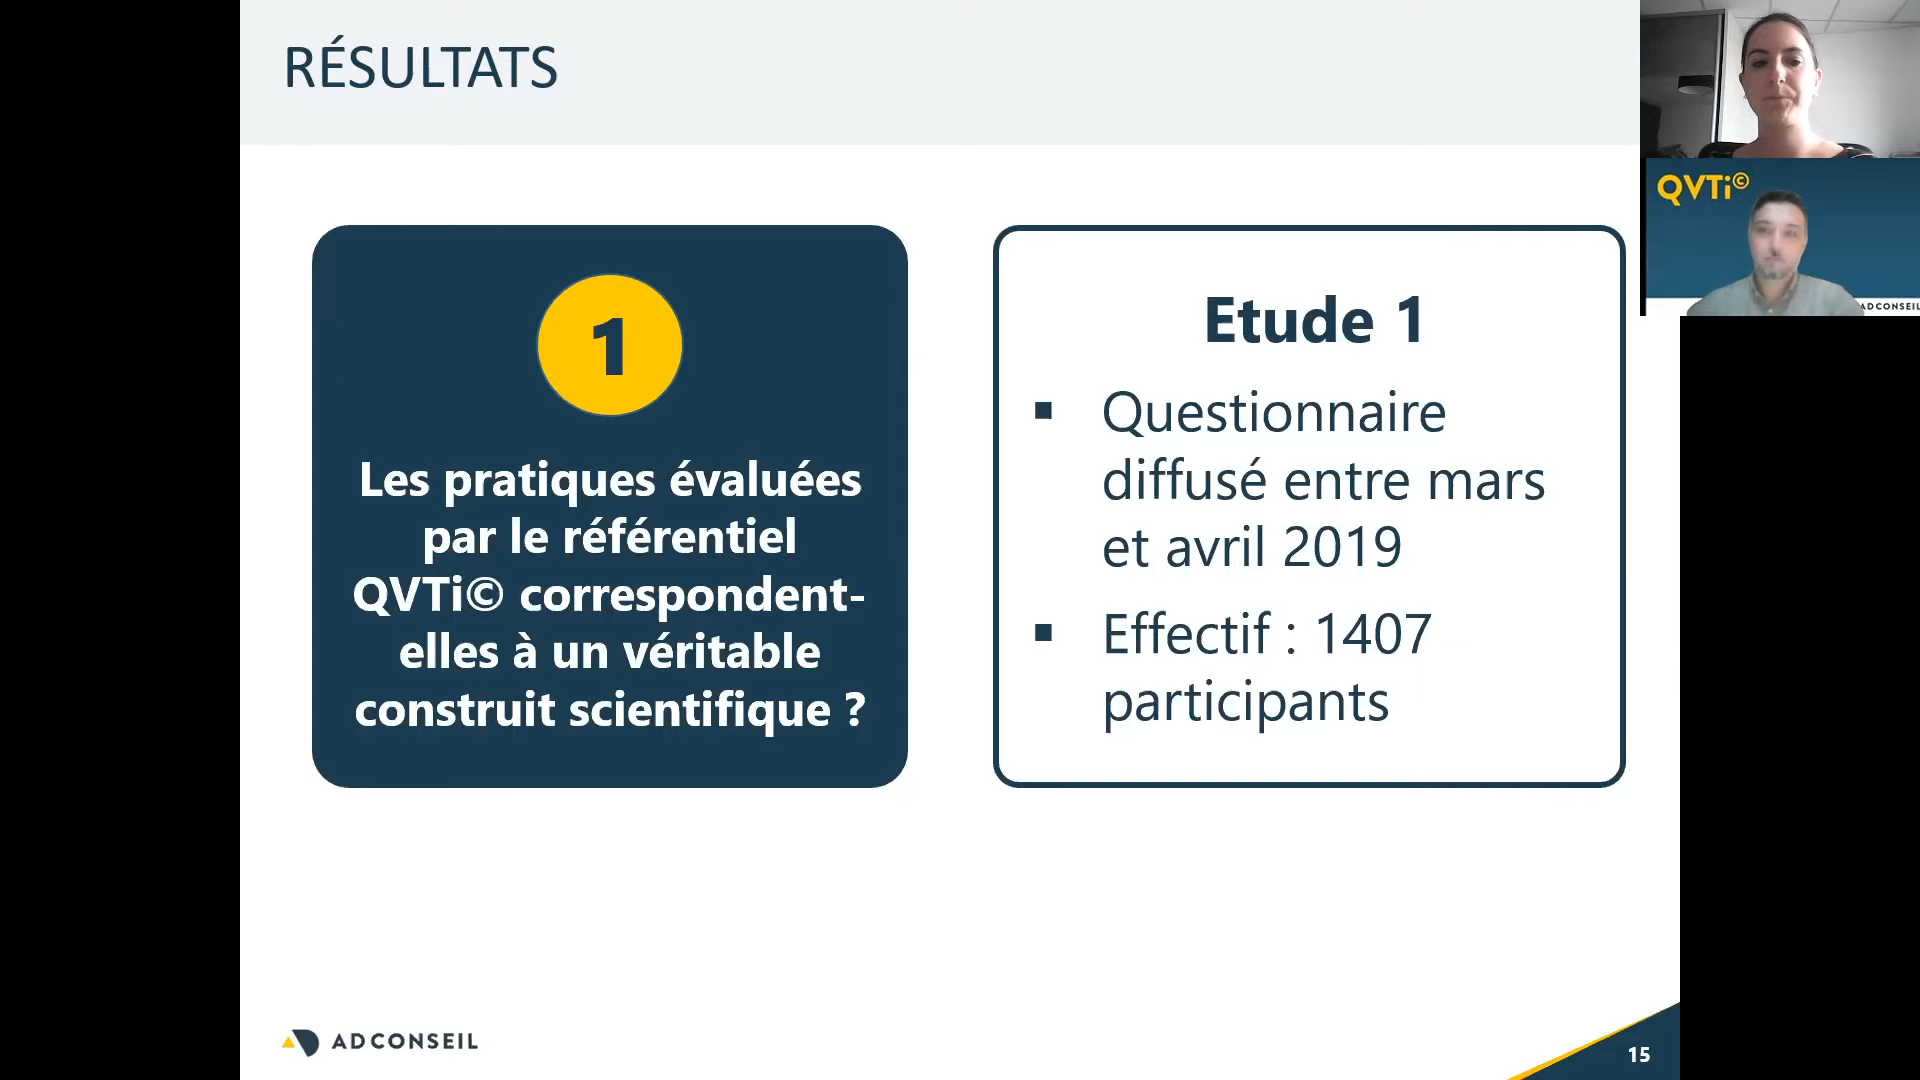 RÉSULTATS
1
Les pratiques évaluées
par le référentiel
QVTi© correspondent-
elles à un véritable
construit scientifique ?
Etude 1
▪ Questionnaire
diffusé entre mars
et avril 2019
▪ Effectif : 1407
participants
QVTi©
ADCONSEIL
ADCONSEIL
15